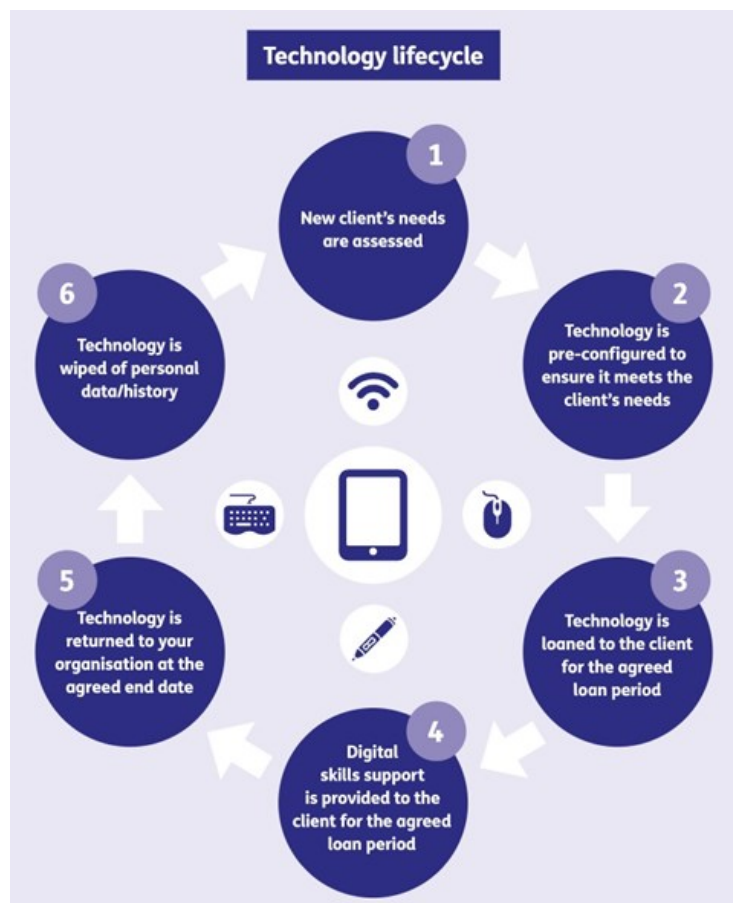 Technology lifecycle
1
New client's needs
are assessed
2
Technology is
pre-configured to
ensure it meets the
client's needs
3
Technology is
loaned to the client
for the agreed
loan period
4
Digital
skills support
is provided to the
client for the agreed
loan period
5
Technology is
returned to your
organisation at the
agreed end date
6
Technology is
wiped of personal
data/history